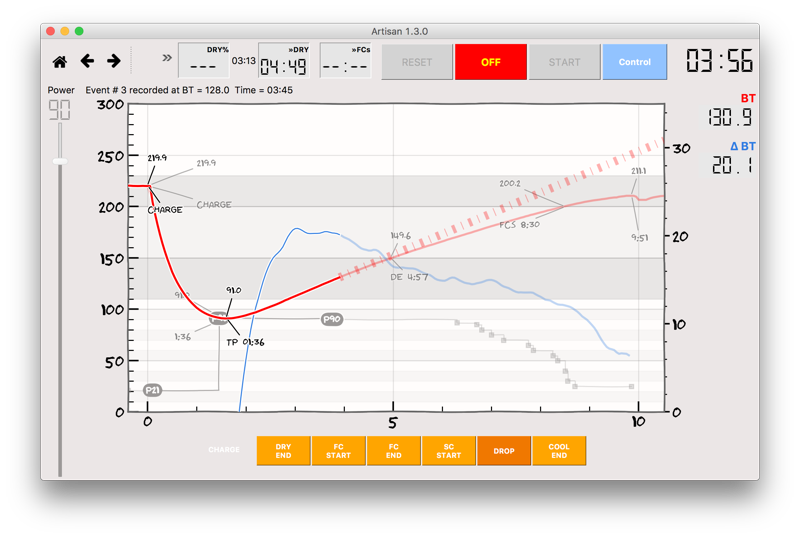 Artisan 1.3.0
»
DRY%
---
03:13
»DRY
04:49
»FCs
--:--
RESET
OFF
START
Control
03:56
Power
90
Event # 3 recorded at BT = 128.0 Time = 03:45
BT
130.9
Δ BT
20.1
300
250
200
150
100
50
0
30
20
10
0
0
5
10
219.9
219.9
CHARGE
CHARGE
200.2
211.1
FCS 8:30
9:51
149.6
DE 4:57
91.0
1:36
TP 01:36
P90
P21
CHARGE
DRY
END
FC
START
FC
END
SC
START
DROP
COOL
END